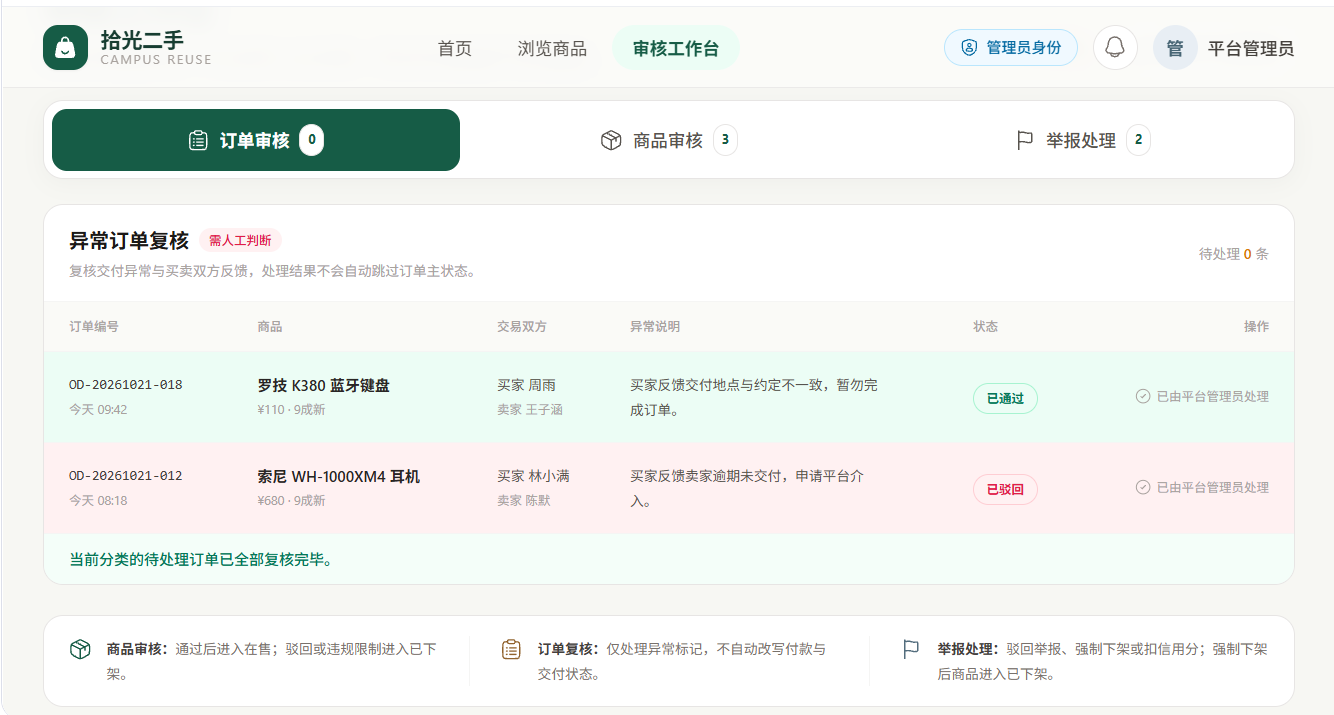 拾光二手
CAMPUS REUSE
首页
浏览商品
审核工作台
管理员身份
管
平台管理员
订单审核 0
商品审核 3
举报处理 2
异常订单复核 需人工判断
复核交付异常与买卖双方反馈，处理结果不会自动跳过订单主状态。
待处理 0 条
订单编号 商品 交易双方 异常说明 状态 操作
OD-20261021-018
今天 09:42
罗技 K380 蓝牙键盘
¥110 · 9成新
买家 周雨
卖家 王子涵
买家反馈交付地点与约定不一致，暂勿完
成订单。
已通过
已由平台管理员处理
OD-20261021-012
今天 08:18
索尼 WH-1000XM4 耳机
¥680 · 9成新
买家 林小满
卖家 陈默
买家反馈卖家逾期未交付，申请平台介
入。
已驳回
已由平台管理员处理
当前分类的待处理订单已全部复核完毕。
商品审核：通过后进入在售；驳回或违规限制进入已下
架。
订单复核：仅处理异常标记，不自动改写付款与
交付状态。
举报处理：驳回举报、强制下架或扣信用分；强制下架
后商品进入已下架。